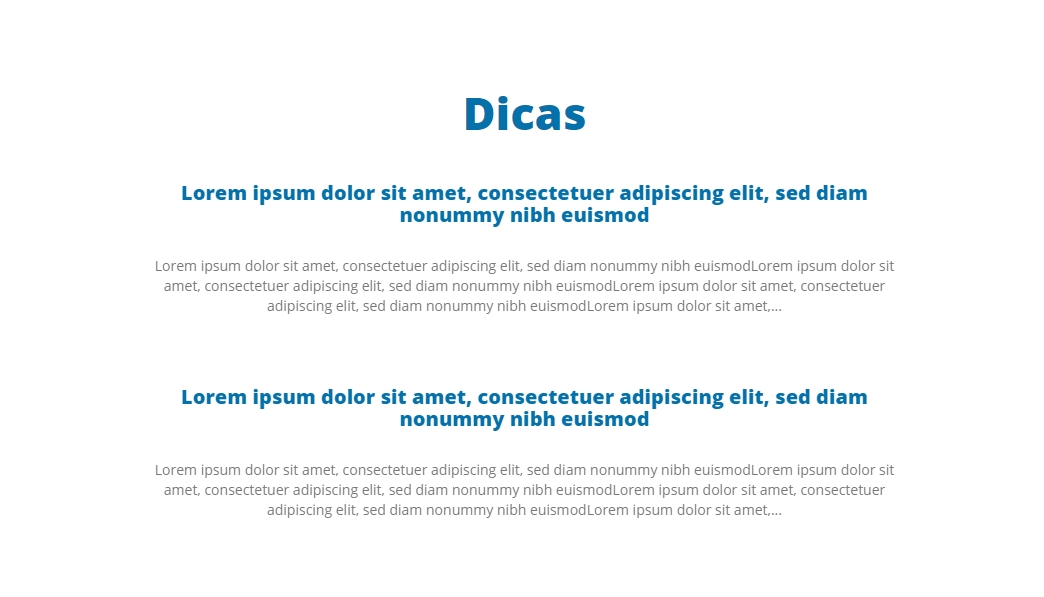 Dicas
Lorem ipsum dolor sit amet, consectetuer adipiscing elit, sed diam
nonummy nibh euismod
Lorem ipsum dolor sit amet, consectetuer adipiscing elit, sed diam nonummy nibh euismodLorem ipsum dolor sit
amet, consectetuer adipiscing elit, sed diam nonummy nibh euismodLorem ipsum dolor sit amet, consectetuer
adipiscing elit, sed diam nonummy nibh euismodLorem ipsum dolor sit amet,...
Lorem ipsum dolor sit amet, consectetuer adipiscing elit, sed diam
nonummy nibh euismod
Lorem ipsum dolor sit amet, consectetuer adipiscing elit, sed diam nonummy nibh euismodLorem ipsum dolor sit
amet, consectetuer adipiscing elit, sed diam nonummy nibh euismodLorem ipsum dolor sit amet, consectetuer
adipiscing elit, sed diam nonummy nibh euismodLorem ipsum dolor sit amet,...